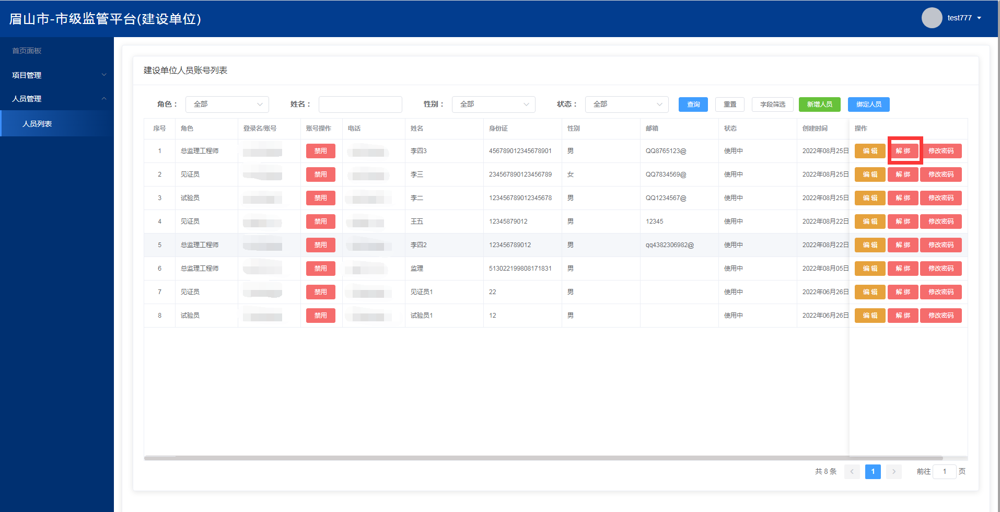 眉山市-市级监管平台(建设单位)
test777
首页面板
项目管理
人员管理
人员列表
建设单位人员账号列表
角色： 全部 姓名： 性别： 全部 状态： 全部 查询 重置 字段筛选 新增人员 绑定人员
序号 角色 登录名/账号 账号操作 电话 姓名 身份证 性别 邮箱 状态 创建时间 操作
1 总监理工程师 禁用 李四3 456789012345678901 男 QQ8765123@ 使用中 2022年08月25日 编 辑 解 绑 修改密码
2 见证员 禁用 李三 234567890123456789 女 QQ7834569@ 使用中 2022年08月25日 编 辑 解 绑 修改密码
3 试验员 禁用 李二 123456789012345678 男 QQ1234567@ 使用中 2022年08月25日 编 辑 解 绑 修改密码
4 见证员 禁用 王五 12345879012 男 12345 使用中 2022年08月22日 编 辑 解 绑 修改密码
5 总监理工程师 禁用 李四2 123456789012 男 qq4382306982@ 使用中 2022年08月22日 编 辑 解 绑 修改密码
6 总监理工程师 禁用 监理 513022199808171831 男 使用中 2022年08月05日 编 辑 解 绑 修改密码
7 见证员 禁用 见证员1 22 男 使用中 2022年06月26日 编 辑 解 绑 修改密码
8 试验员 禁用 试验员1 12 男 使用中 2022年06月26日 编 辑 解 绑 修改密码
共 8 条 1 前往 1 页